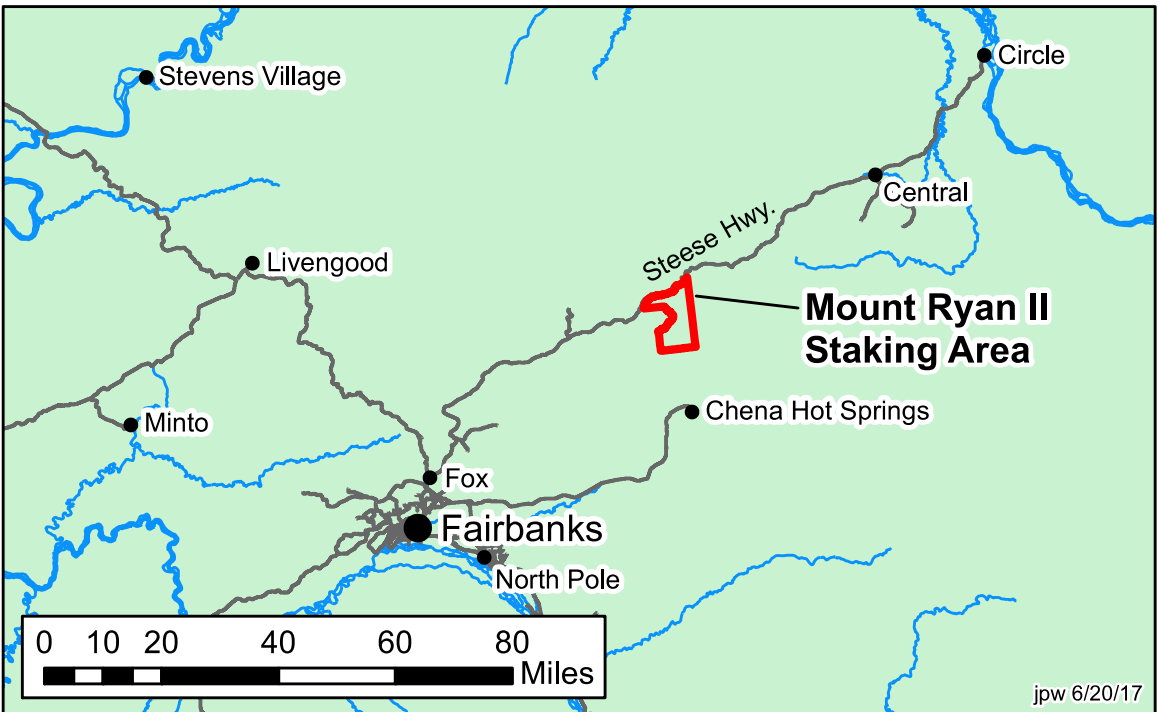 Circle
Stevens Village
Central
Steese Hwy.
Livengood
Mount Ryan II
Staking Area
Chena Hot Springs
Minto
Fox
Fairbanks
North Pole
0 10 20 40 60 80
Miles
jpw 6/20/17